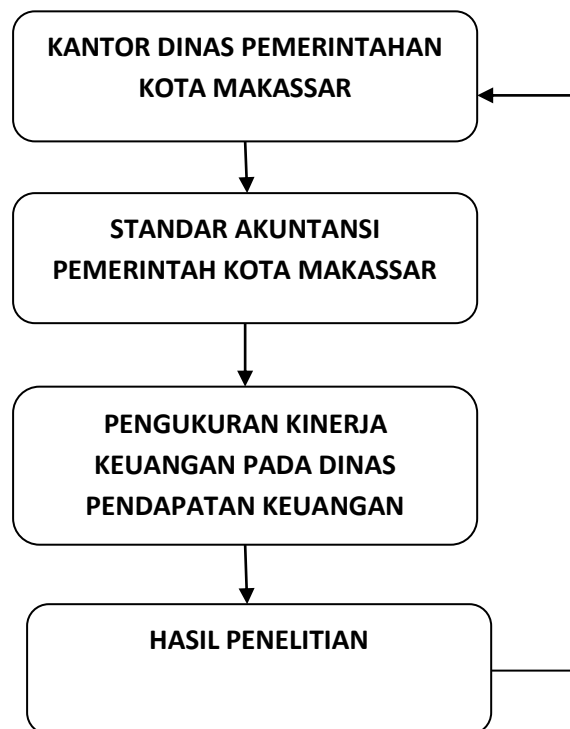 KANTOR DINAS PEMERINTAHAN
KOTA MAKASSAR
STANDAR AKUNTANSI
PEMERINTAH KOTA MAKASSAR
PENGUKURAN KINERJA
KEUANGAN PADA DINAS
PENDAPATAN KEUANGAN
HASIL PENELITIAN